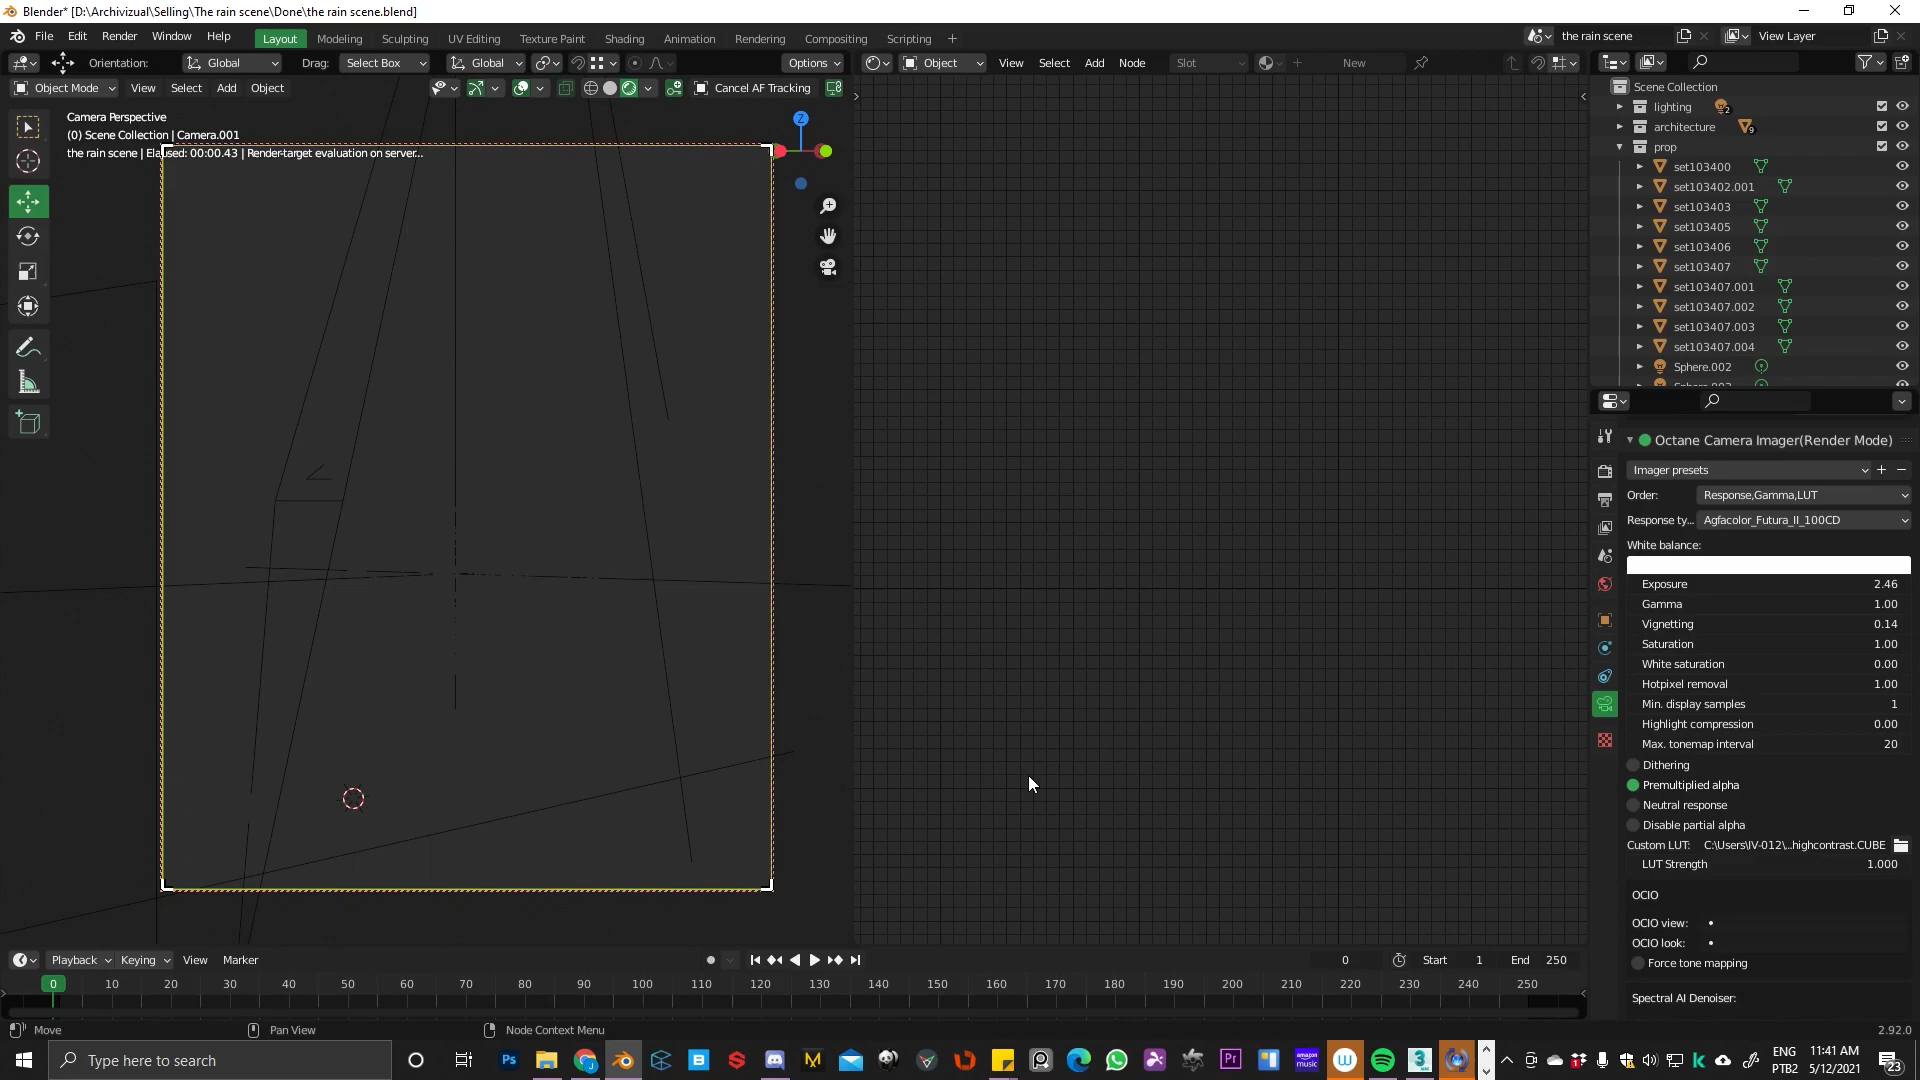 Blender* [D:\Archivizual\Selling\The rain scene\Done\the rain scene.blend]
File Edit Render Window Help Layout Modeling Sculpting UV Editing Texture Paint Shading Animation Rendering Compositing Scripting + the rain scene View Layer
Orientation: Global Drag: Select Box Global Options Object View Select Add Node Slot New
Object Mode View Select Add Object Cancel AF Tracking
Camera Perspective
(0) Scene Collection | Camera.001
the rain scene | Elapsed: 00:00.43 | Render-target evaluation on server...
Z
Scene Collection
lighting 2
architecture 9
prop
set103400
set103402.001
set103403
set103405
set103406
set103407
set103407.001
set103407.002
set103407.003
set103407.004
Sphere.002
Octane Camera Imager(Render Mode)
Imager presets
Order: Response,Gamma,LUT
Response ty... Agfacolor_Futura_II_100CD
White balance:
Exposure 2.46
Gamma 1.00
Vignetting 0.14
Saturation 1.00
White saturation 0.00
Hotpixel removal 1.00
Min. display samples 1
Highlight compression 0.00
Max. tonemap interval 20
Dithering
Premultiplied alpha
Neutral response
Disable partial alpha
Custom LUT: C:\Users\IV-012\...highcontrast.CUBE
LUT Strength 1.000
OCIO
OCIO view:
OCIO look:
Force tone mapping
Spectral AI Denoiser:
Playback Keying View Marker 0 Start 1 End 250
0 10 20 30 40 50 60 70 80 90 100 110 120 130 140 150 160 170 180 190 200 210 220 230 240 250
Move Pan View Node Context Menu 2.92.0
Type here to search
ENG
PTB2
11:41 AM
5/12/2021
23